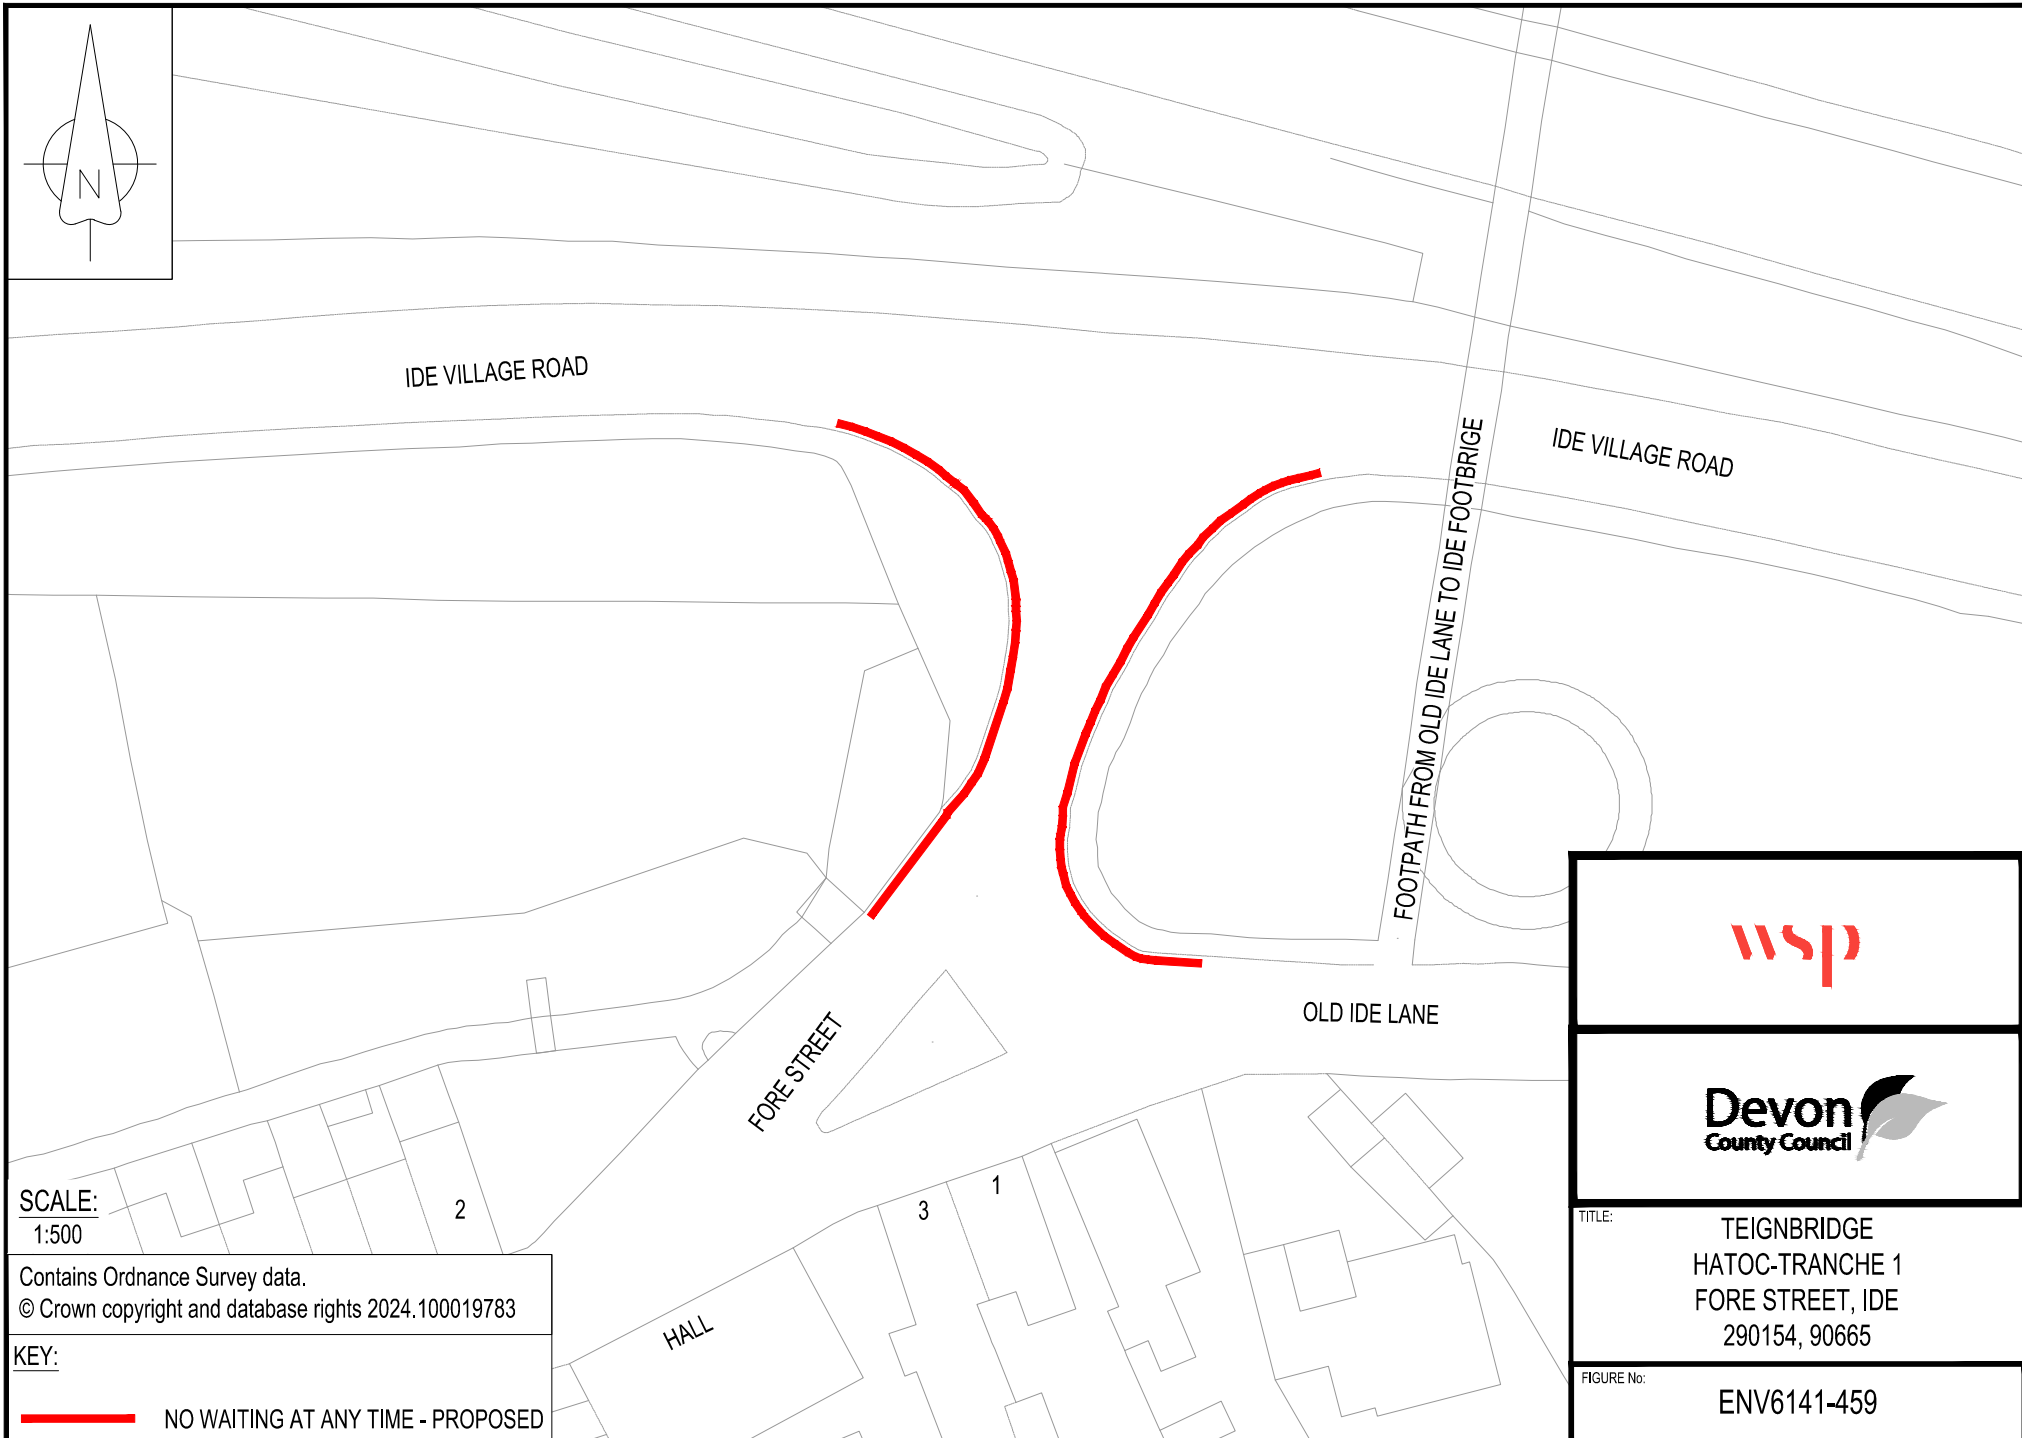 N
IDE VILLAGE ROAD
IDE VILLAGE ROAD
FOOTPATH FROM OLD IDE LANE TO IDE FOOTBRIGE
OLD IDE LANE
FORE STREET
2
3
1
HALL
SCALE:
1:500
Contains Ordnance Survey data.
© Crown copyright and database rights 2024.100019783
KEY:
NO WAITING AT ANY TIME - PROPOSED
wsp
Devon
County Council
TITLE:
TEIGNBRIDGE
HATOC-TRANCHE 1
FORE STREET, IDE
290154, 90665
FIGURE No:
ENV6141-459